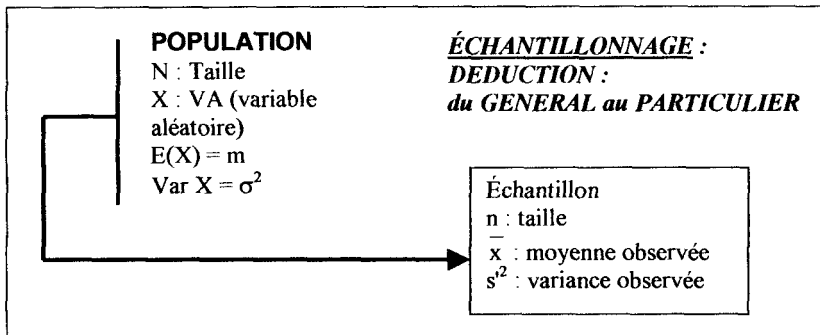 POPULATION
N : Taille
X : VA (variable
aléatoire)
E(X) = m
Var X = σ²
ÉCHANTILLONNAGE :
DEDUCTION :
du GENERAL au PARTICULIER
Échantillon
n : taille
x̄ : moyenne observée
s'² : variance observée